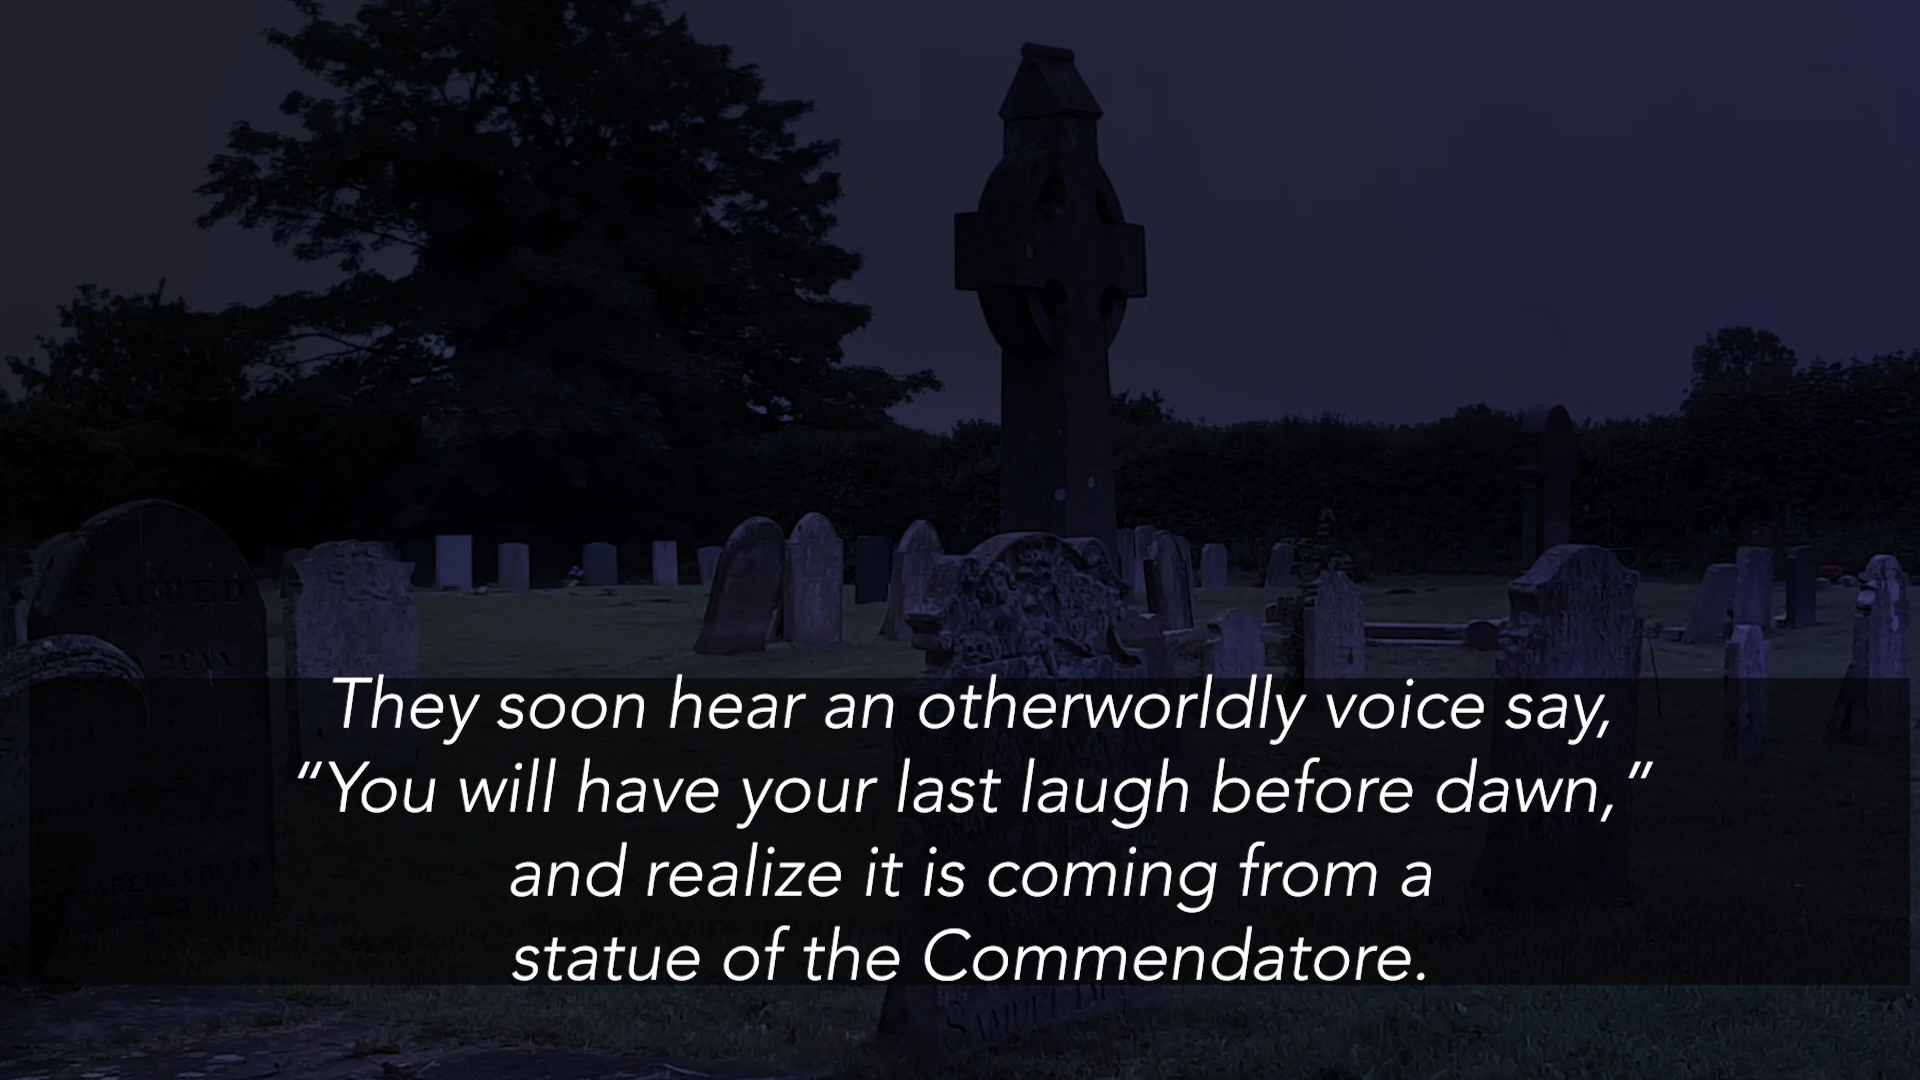 SACRED
They soon hear an otherworldly voice say,
“You will have your last laugh before dawn,”
and realize it is coming from a
statue of the Commendatore.